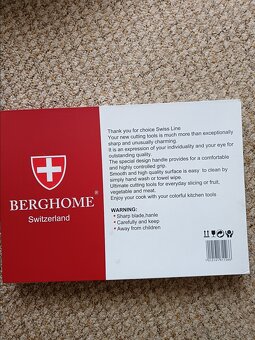 BERGHOME®
Switzerland
Thank you for choice Swiss Line
Your new cutting tools is much more than exceptionally
sharp and unusually charming.
It is an expression of your individuality and your eye for
outstanding quality.
The special design handle provides for a comfortable
and highly controlled grip.
Smooth and high quality surface is easy to clean by
simply hand wash or towel wipe.
Ultimate cutting tools for everyday slicing or fruit,
vegetable and meat.
Enjoy your cook with your colorful kitchen tools
WARNING:
* Sharp blade,hanle
* Carefully and keep
* Away from children